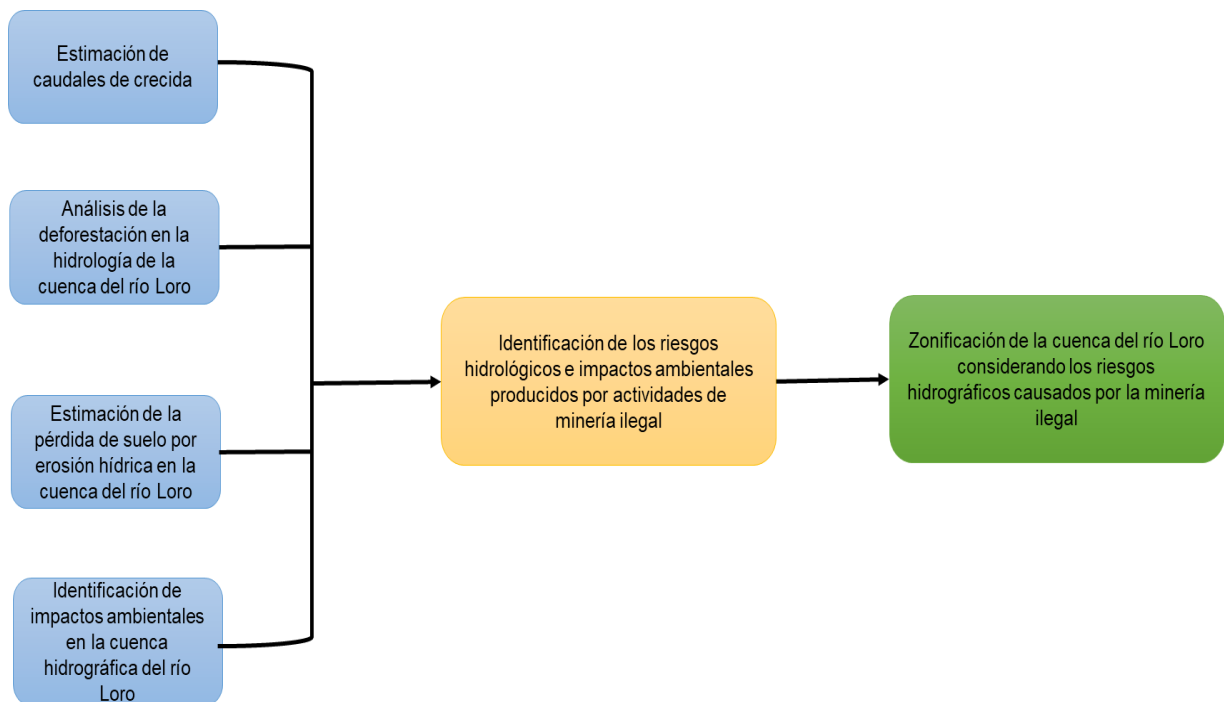 Estimación de
caudales de crecida
Análisis de la
deforestación en la
hidrología de la
cuenca del río Loro
Estimación de la
pérdida de suelo por
erosión hídrica en la
cuenca del río Loro
Identificación de
impactos ambientales
en la cuenca
hidrográfica del río
Loro
Identificación de los riesgos
hidrológicos e impactos ambientales
producidos por actividades de
minería ilegal
Zonificación de la cuenca del río Loro
considerando los riesgos
hidrográficos causados por la minería
ilegal